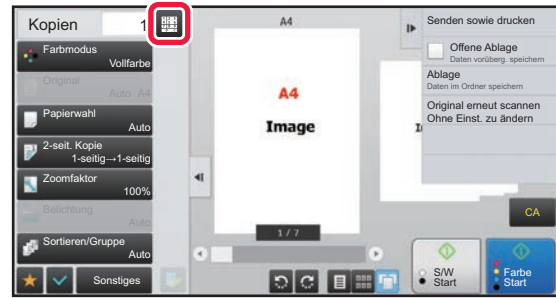 Kopien 1
Farbmodus
Vollfarbe
Original
Auto A4
Papierwahl
Auto
2-seit. Kopie
1-seitig→1-seitig
Zoomfaktor
100%
Belichtung
Auto
Sortieren/Gruppe
Auto
Sonstiges
A4
A4
Image
1 / 7
Senden sowie drucken
Offene Ablage
Daten vorüberg. speichern
Ablage
Daten im Ordner speichern
Original erneut scannen
Ohne Einst. zu ändern
CA
S/W
Start
Farbe
Start